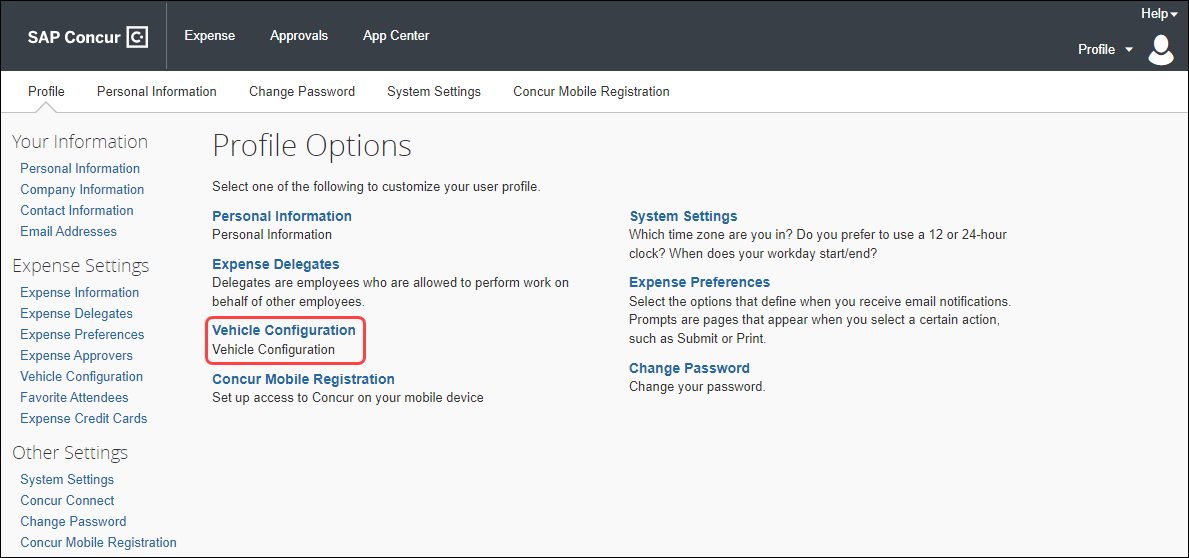 Help
SAP Concur
Expense
Approvals
App Center
Profile
Profile
Personal Information
Change Password
System Settings
Concur Mobile Registration
Your Information
Personal Information
Company Information
Contact Information
Email Addresses
Expense Settings
Expense Information
Expense Delegates
Expense Preferences
Expense Approvers
Vehicle Configuration
Favorite Attendees
Expense Credit Cards
Other Settings
System Settings
Concur Connect
Change Password
Concur Mobile Registration
Profile Options
Select one of the following to customize your user profile.
Personal Information
Personal Information
Expense Delegates
Delegates are employees who are allowed to perform work on
behalf of other employees.
Vehicle Configuration
Vehicle Configuration
Concur Mobile Registration
Set up access to Concur on your mobile device
System Settings
Which time zone are you in? Do you prefer to use a 12 or 24-hour
clock? When does your workday start/end?
Expense Preferences
Select the options that define when you receive email notifications.
Prompts are pages that appear when you select a certain action,
such as Submit or Print.
Change Password
Change your password.